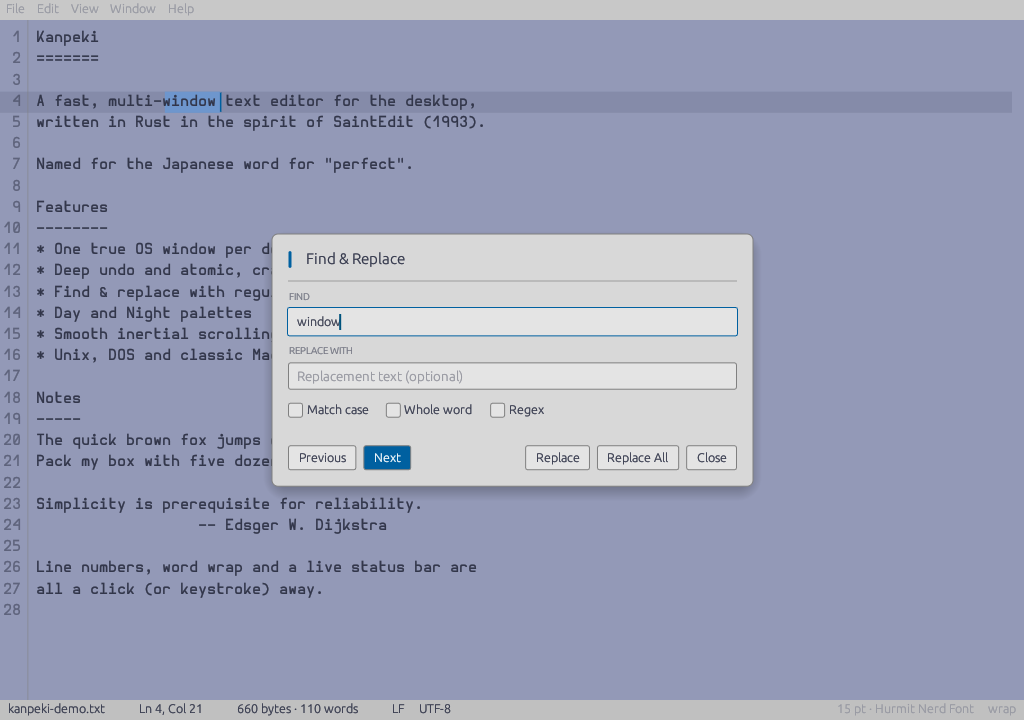 File Edit View Window Help
1 Kanpeki
2 =======
3
4 A fast, multi-window text editor for the desktop,
5 written in Rust in the spirit of SaintEdit (1993).
6
7 Named for the Japanese word for "perfect".
8
9 Features
10 --------
11 * One true OS window per d
12 * Deep undo and atomic, cr
13 * Find & replace with regu
14 * Day and Night palettes
15 * Smooth inertial scrollin
16 * Unix, DOS and classic Ma
17
18 Notes
19 -----
20 The quick brown fox jumps
21 Pack my box with five doze
22
23 Simplicity is prerequisite for reliability.
24 -- Edsger W. Dijkstra
25
26 Line numbers, word wrap and a live status bar are
27 all a click (or keystroke) away.
28
Find & Replace
FIND
window
REPLACE WITH
Replacement text (optional)
Match case Whole word Regex
Previous Next Replace Replace All Close
kanpeki-demo.txt Ln 4, Col 21 660 bytes · 110 words LF UTF-8 15 pt · Hurmit Nerd Font wrap